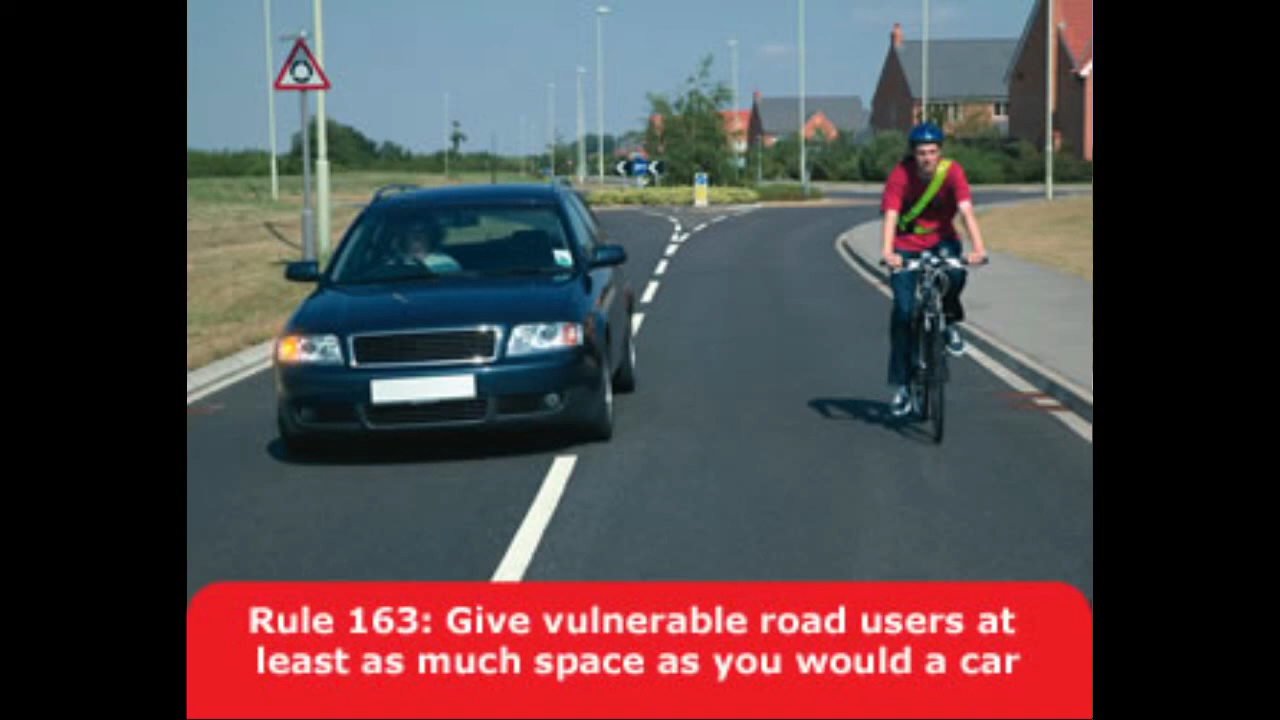 Rule 163: Give vulnerable road users at
least as much space as you would a car